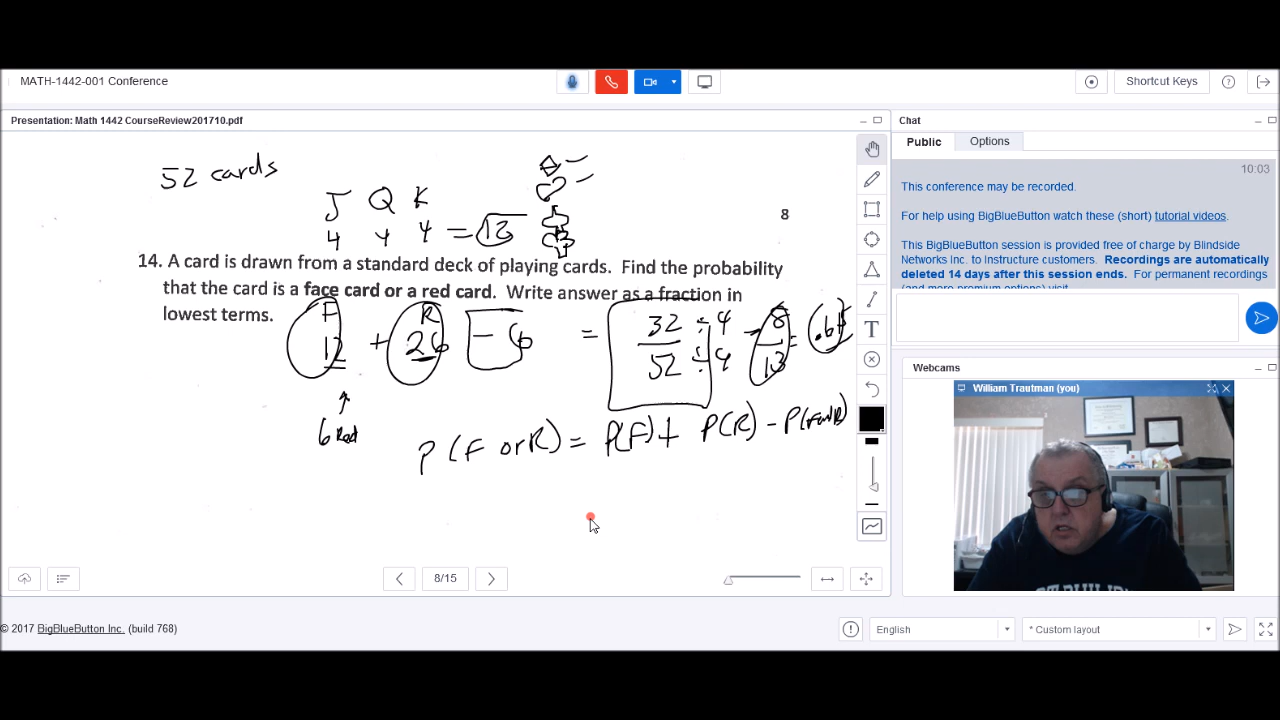 MATH-1442-001 Conference
Shortcut Keys
Presentation: Math 1442 CourseReview201710.pdf
52 cards
J Q K
4 4 4 = 12
8
14. A card is drawn from a standard deck of playing cards. Find the probability
that the card is a face card or a red card. Write answer as a fraction in
lowest terms.
F R
12 + 26 - 6 = 32/52 ÷4/÷4 = 8/13 =
6 Red
P (F or R) = P(F) + P(R) - P(F and R)
8/15
Chat
Public
Options
10:03
This conference may be recorded.
For help using BigBlueButton watch these (short) tutorial videos.
This BigBlueButton session is provided free of charge by Blindside
Networks Inc. to Instructure customers. Recordings are automatically
deleted 14 days after this session ends. For permanent recordings
(and more premium options) visit
Webcams
William Trautman (you)
© 2017 BigBlueButton Inc. (build 768)
English
* Custom layout